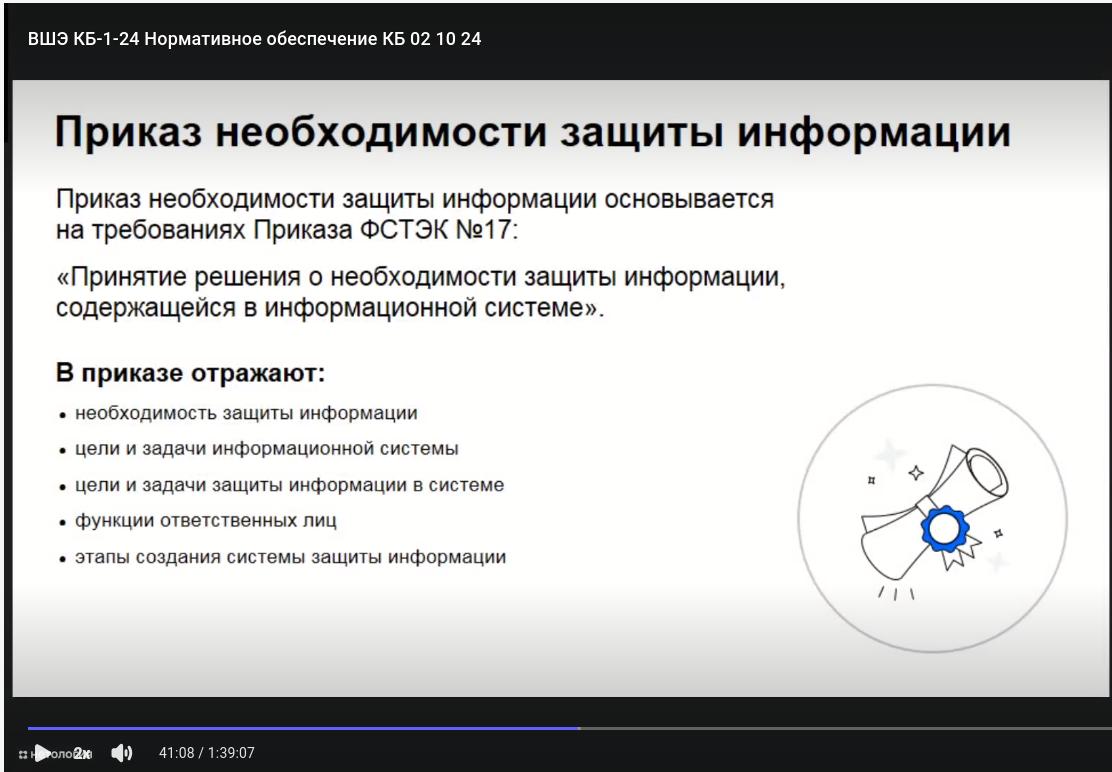 ВШЭ КБ-1-24 Нормативное обеспечение КБ 02 10 24
Приказ необходимости защиты информации
Приказ необходимости защиты информации основывается
на требованиях Приказа ФСТЭК №17:
«Принятие решения о необходимости защиты информации,
содержащейся в информационной системе».
В приказе отражают:
• необходимость защиты информации
• цели и задачи информационной системы
• цели и задачи защиты информации в системе
• функции ответственных лиц
• этапы создания системы защиты информации
2x 41:08 / 1:39:07